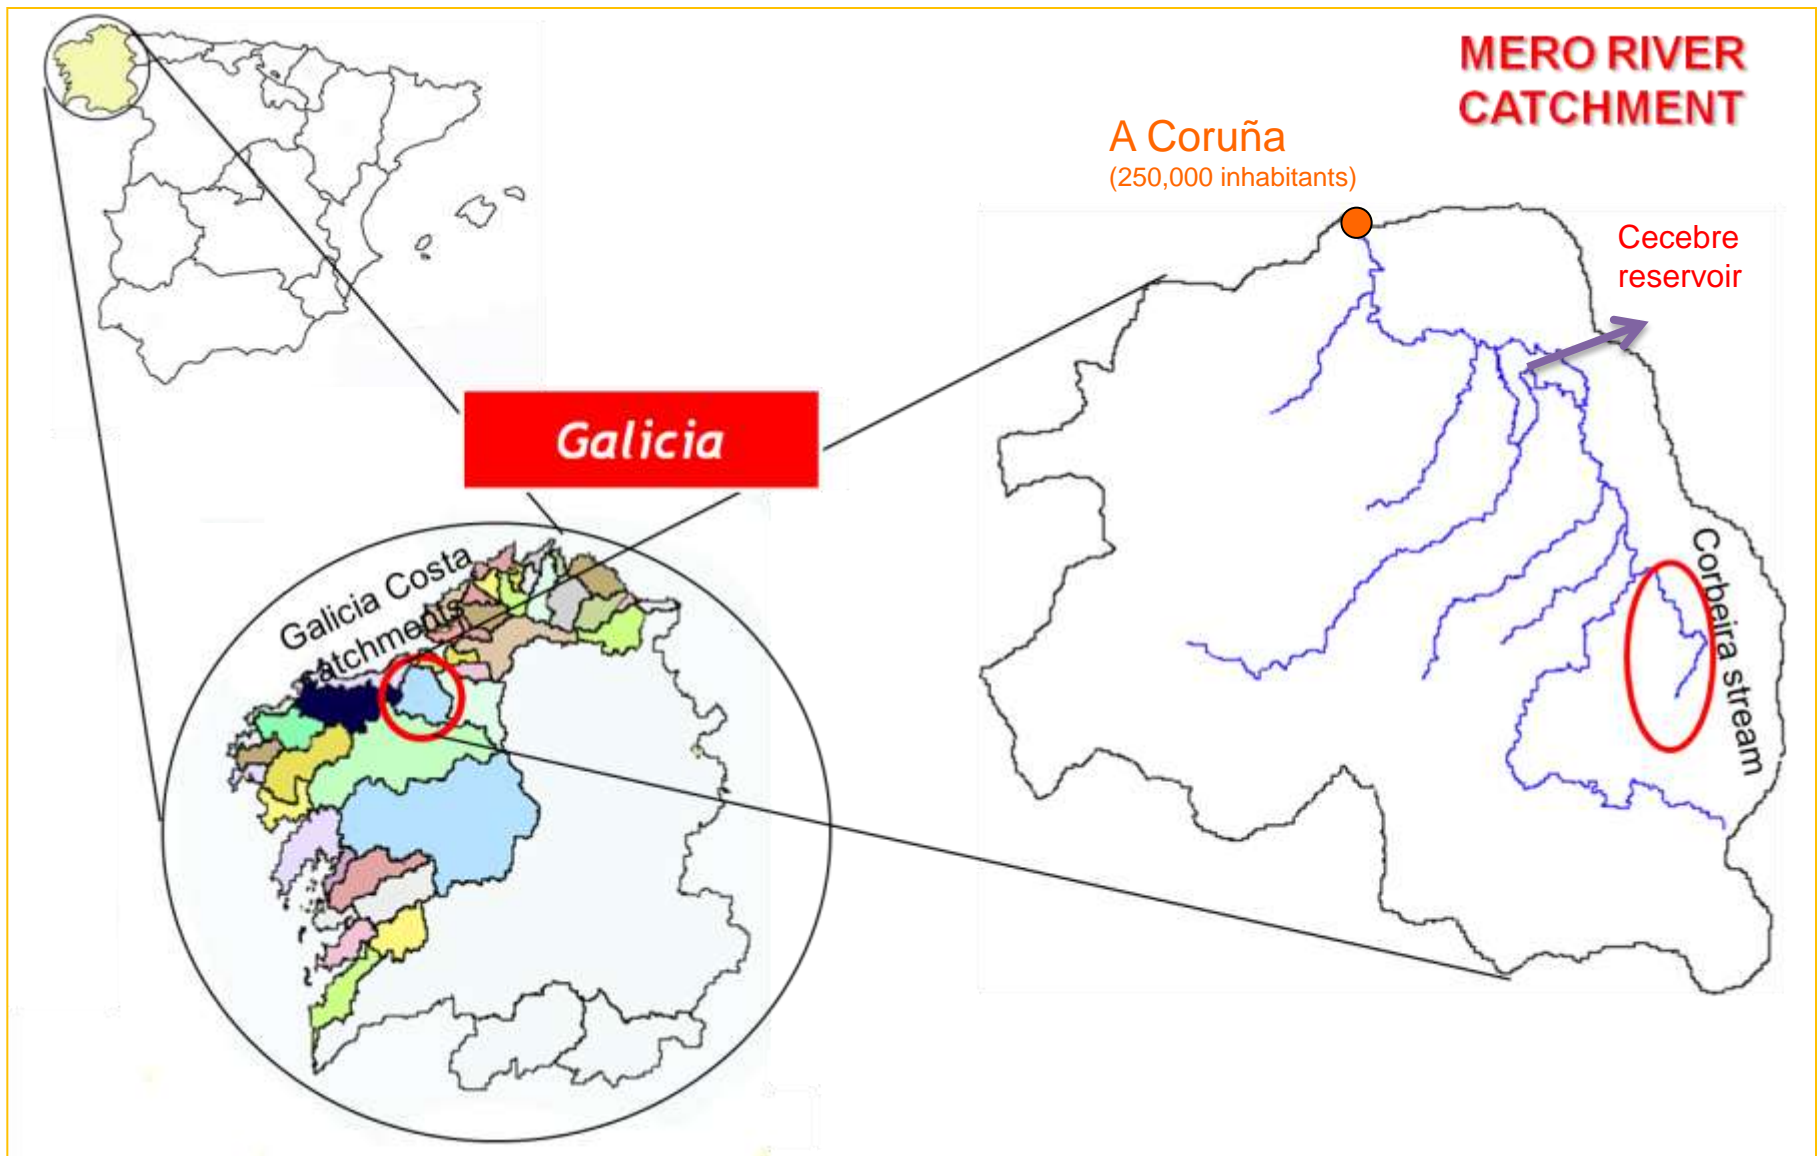 MERO RIVER
CATCHMENT
A Coruña
(250,000 inhabitants)
Cecebre
reservoir
Galicia
Galicia Costa
catchments
Corbeira stream